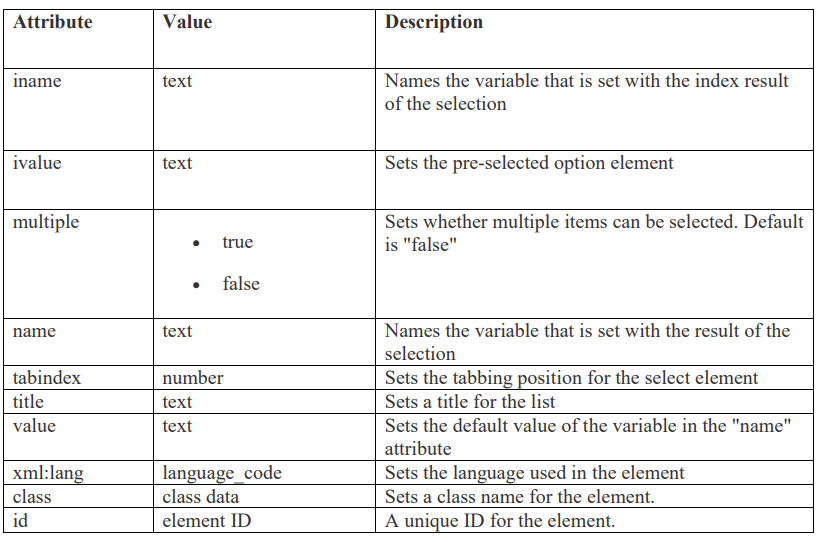 Attribute Value Description
iname text Names the variable that is set with the index result
of the selection
ivalue text Sets the pre-selected option element
multiple Sets whether multiple items can be selected. Default
• true is "false"
• false
name text Names the variable that is set with the result of the
selection
tabindex number Sets the tabbing position for the select element
title text Sets a title for the list
value text Sets the default value of the variable in the "name"
attribute
xml:lang language_code Sets the language used in the element
class class data Sets a class name for the element.
id element ID A unique ID for the element.